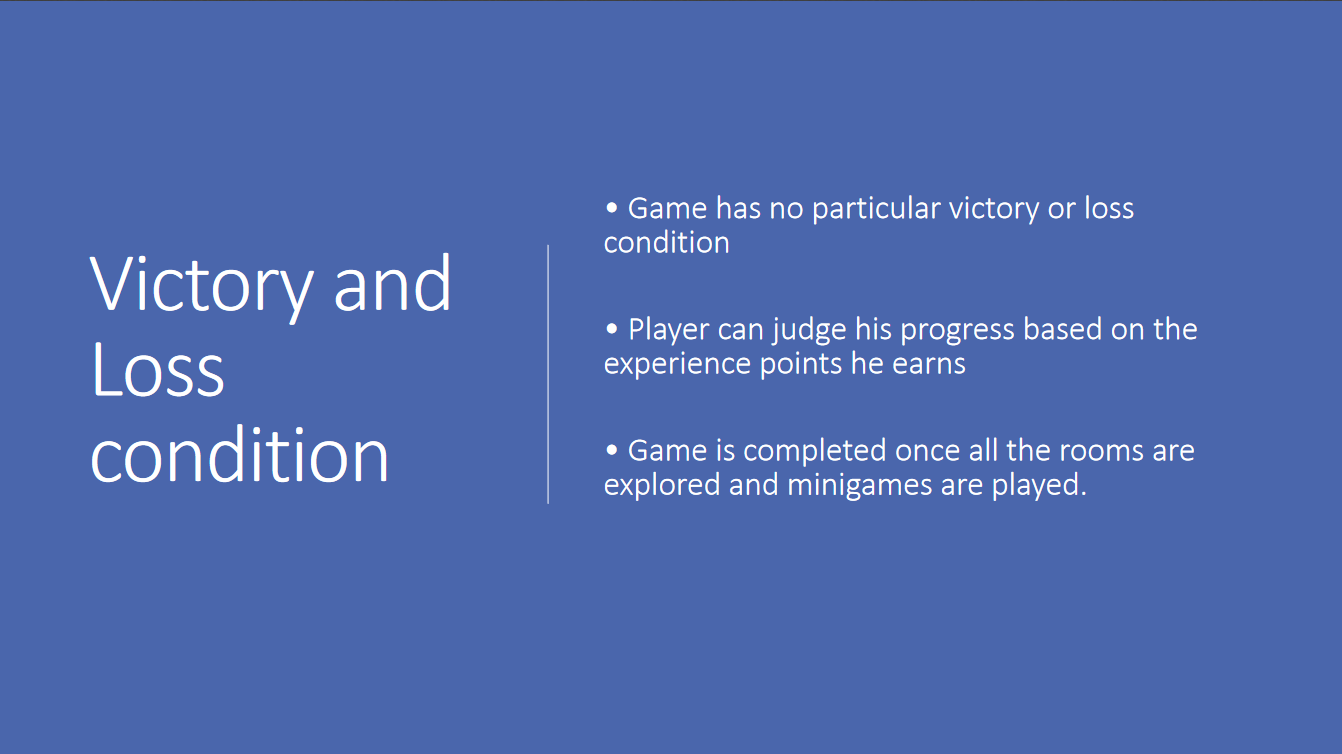 Victory and
Loss
condition
• Game has no particular victory or loss
condition
• Player can judge his progress based on the
experience points he earns
• Game is completed once all the rooms are
explored and minigames are played.